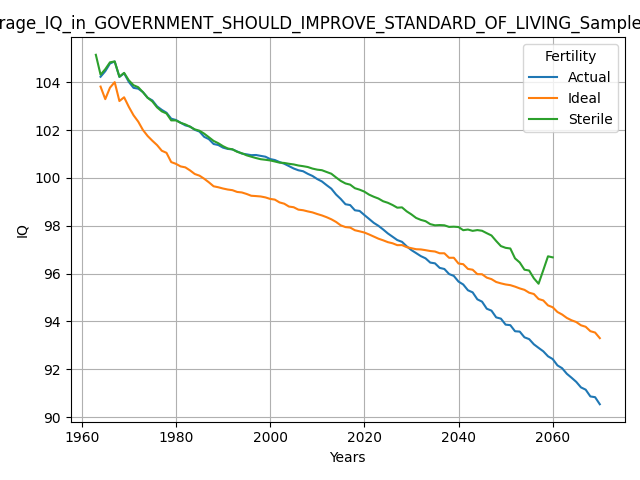 rage_IQ_in_GOVERNMENT_SHOULD_IMPROVE_STANDARD_OF_LIVING_Sample
Fertility
Actual
Ideal
Sterile
104
102
100
98
96
94
92
90
IQ
1960 1980 2000 2020 2040 2060
Years